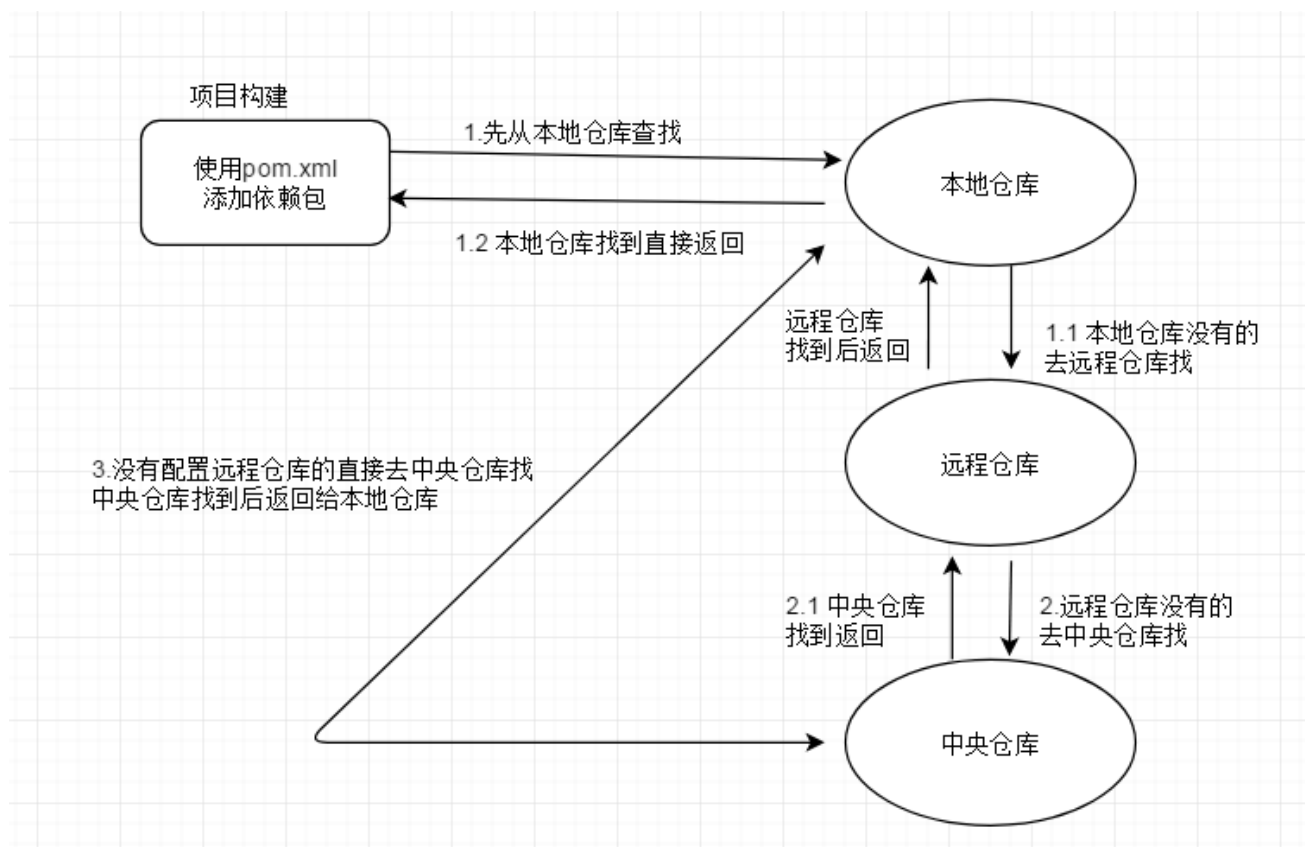 项目构建
使用pom.xml
添加依赖包
1.先从本地仓库查找
1.2 本地仓库找到直接返回
本地仓库
远程仓库
找到后返回
1.1 本地仓库没有的
去远程仓库找
远程仓库
3.没有配置远程仓库的直接去中央仓库找
中央仓库找到后返回给本地仓库
2.1 中央仓库
找到返回
2.远程仓库没有的
去中央仓库找
中央仓库